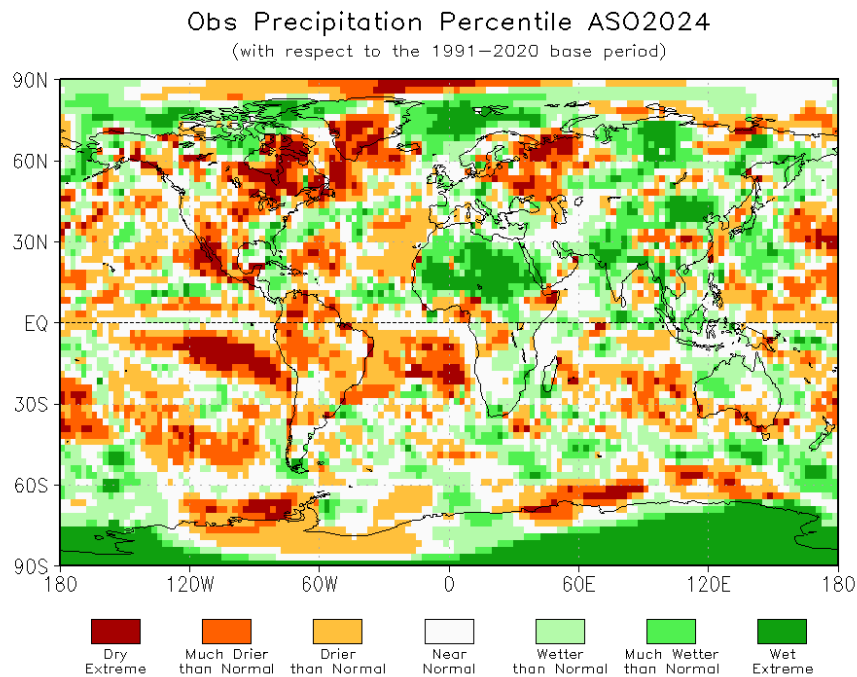 Obs Precipitation Percentile ASO2024
(with respect to the 1991–2020 base period)
90N
60N
30N
EQ
30S
60S
90S
180 120W 60W 0 60E 120E 180
Dry Extreme
Much Drier than Normal
Drier than Normal
Near Normal
Wetter than Normal
Much Wetter than Normal
Wet Extreme